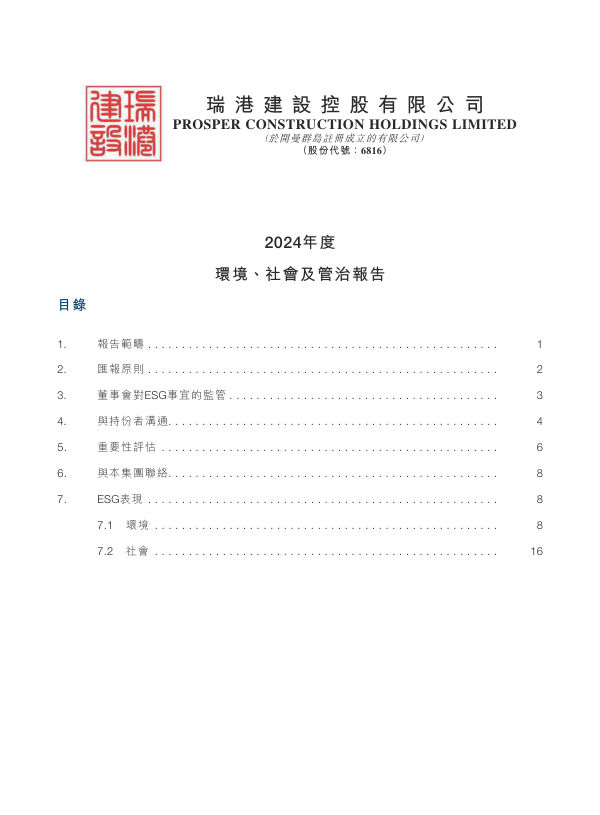 瑞港建設
瑞港建設控股有限公司
PROSPER CONSTRUCTION HOLDINGS LIMITED
(於開曼群島註冊成立的有限公司)
(股份代號：6816)
2024年度
環境、社會及管治報告
目錄
1. 報告範疇 1
2. 匯報原則 2
3. 董事會對ESG事宜的監管 3
4. 與持份者溝通 4
5. 重要性評估 6
6. 與本集團聯絡 8
7. ESG表現 8
7.1 環境 8
7.2 社會 16